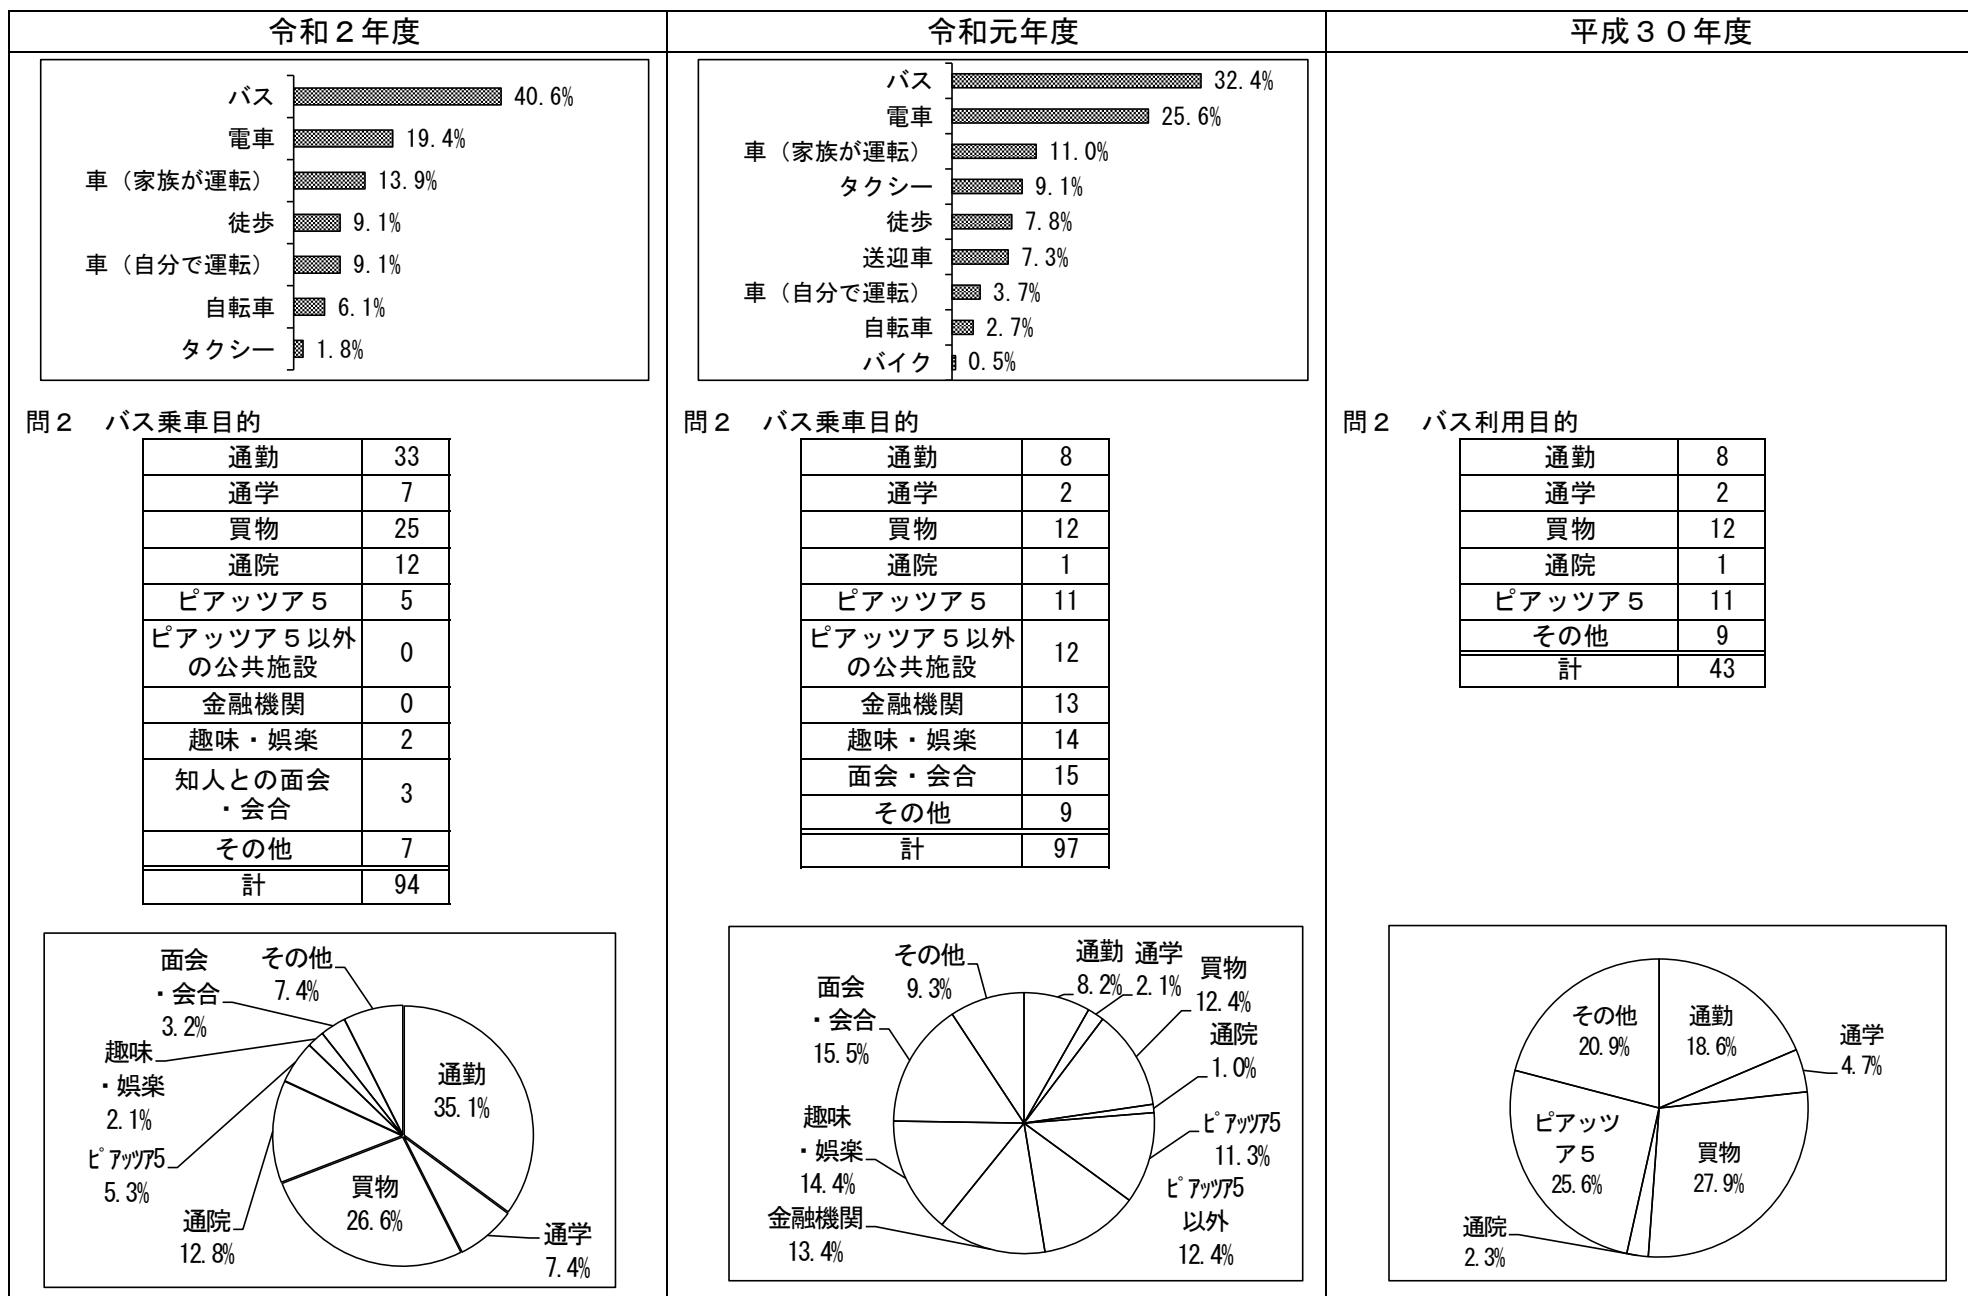 令和２年度
令和元年度
平成３０年度
バス 40.6%
電車 19.4%
車（家族が運転） 13.9%
徒歩 9.1%
車（自分で運転） 9.1%
自転車 6.1%
タクシー 1.8%
バス 32.4%
電車 25.6%
車（家族が運転） 11.0%
タクシー 9.1%
徒歩 7.8%
送迎車 7.3%
車（自分で運転） 3.7%
自転車 2.7%
バイク 0.5%
問２　バス乗車目的
通勤 33
通学 7
買物 25
通院 12
ピアッツア５ 5
ピアッツア５以外
の公共施設 0
金融機関 0
趣味・娯楽 2
知人との面会
・会合 3
その他 7
計 94
問２　バス乗車目的
通勤 8
通学 2
買物 12
通院 1
ピアッツア５ 11
ピアッツア５以外
の公共施設 12
金融機関 13
趣味・娯楽 14
面会・会合 15
その他 9
計 97
問２　バス利用目的
通勤 8
通学 2
買物 12
通院 1
ピアッツア５ 11
その他 9
計 43
通勤
35.1%
通学
7.4%
買物
26.6%
通院
12.8%
ﾋﾟｱｯﾂｱ5
5.3%
趣味
・娯楽
2.1%
面会
・会合
3.2%
その他
7.4%
通勤
8.2%
通学
2.1%
買物
12.4%
通院
1.0%
ﾋﾟｱｯﾂｱ5
11.3%
ﾋﾟｱｯﾂｱ5
以外
12.4%
金融機関
13.4%
趣味
・娯楽
14.4%
面会
・会合
15.5%
その他
9.3%
通勤
18.6%
通学
4.7%
買物
27.9%
通院
2.3%
ピアッツ
ア５
25.6%
その他
20.9%